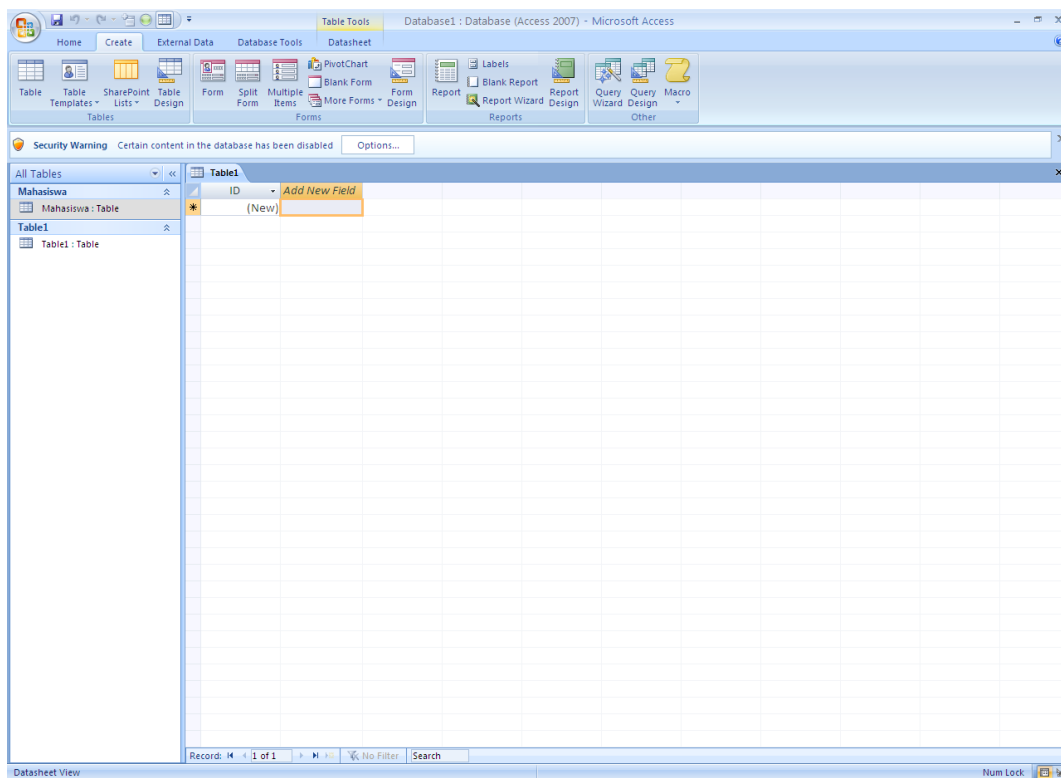 Table Tools Database1 : Database (Access 2007) - Microsoft Access
Home Create External Data Database Tools Datasheet
Table
Table Templates
SharePoint Lists
Table Design
Tables
Form
Split Form
Multiple Items
PivotChart
Blank Form
More Forms
Form Design
Forms
Report
Labels
Blank Report
Report Wizard
Report Design
Reports
Query Wizard
Query Design
Macro
Other
Security Warning Certain content in the database has been disabled Options...
All Tables
Mahasiswa
Mahasiswa : Table
Table1
Table1 : Table
Table1
ID Add New Field
(New)
Record: 1 of 1 No Filter Search
Datasheet View Num Lock